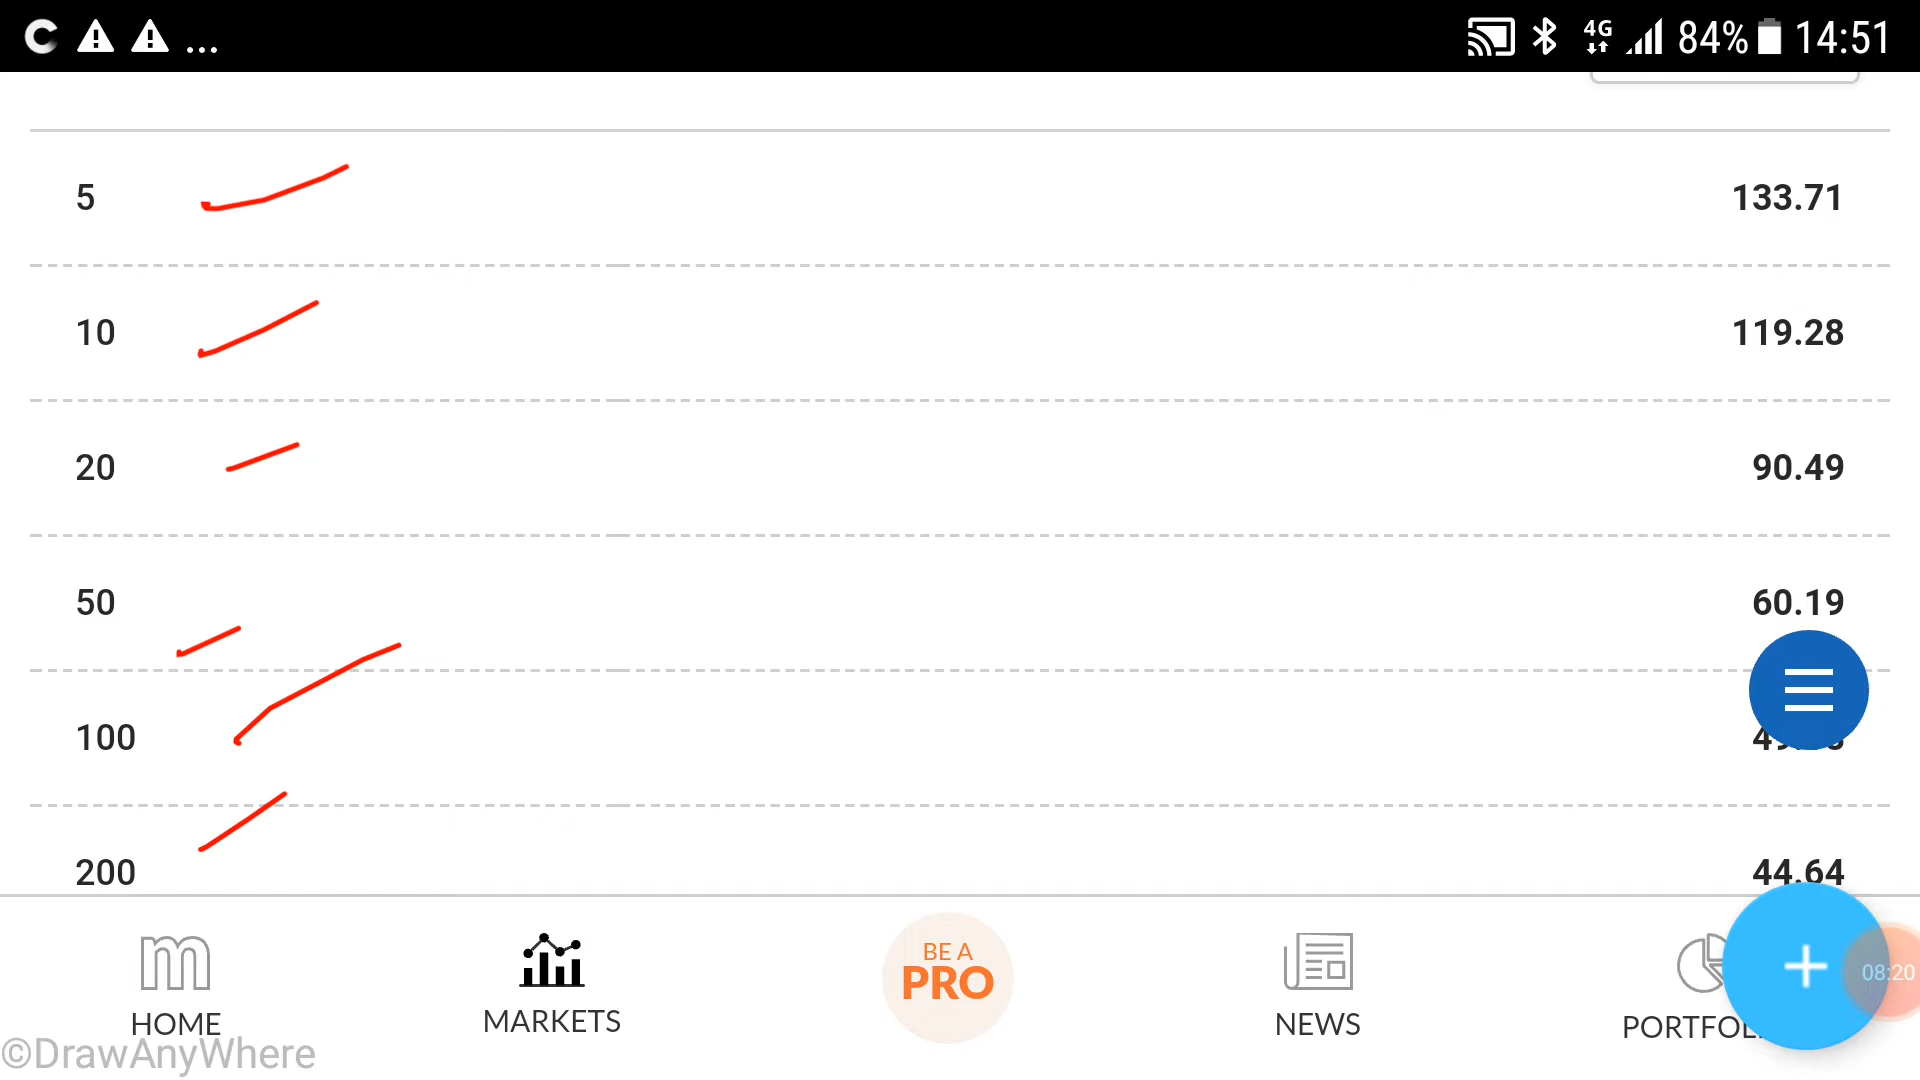 ... 4G 84% 14:51
5 133.71
10 119.28
20 90.49
50 60.19
100
200 44.64
BE A
PRO
HOME MARKETS NEWS
08:20
©DrawAnyWhere